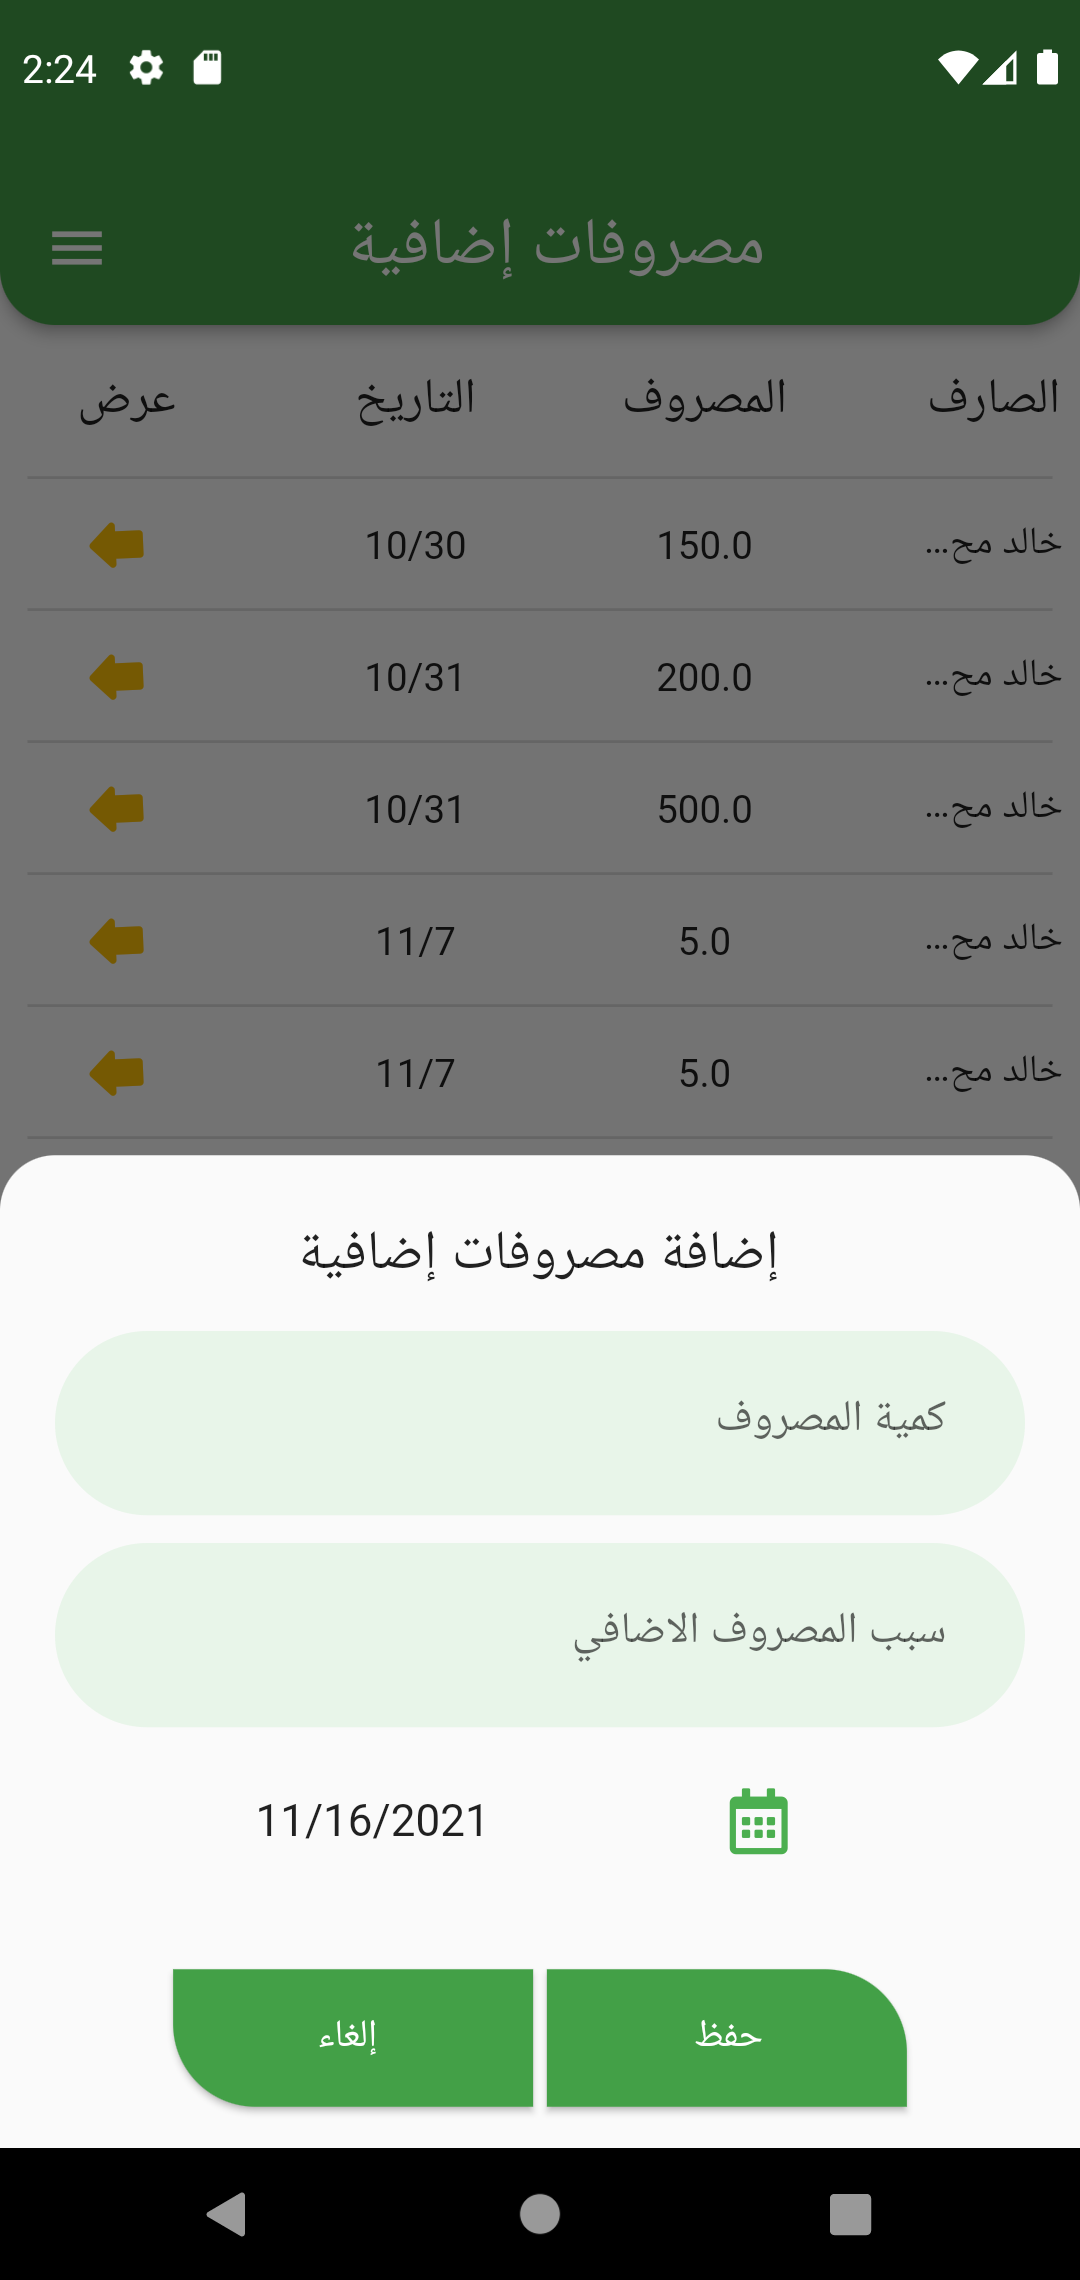 2:24
مصروفات إضافية
الصارف المصروف التاريخ عرض
خالد مح... 150.0 10/30
خالد مح... 200.0 10/31
خالد مح... 500.0 10/31
خالد مح... 5.0 11/7
خالد مح... 5.0 11/7
إضافة مصروفات إضافية
كمية المصروف
سبب المصروف الاضافي
11/16/2021
حفظ إلغاء